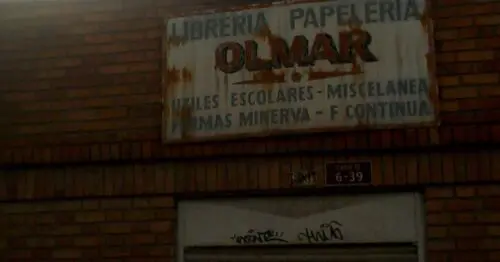 LIBRERIA PAPELERIA
OLMAR
UTILES ESCOLARES - MISCELANEA
FORMAS MINERVA - F CONTINUA
6-39